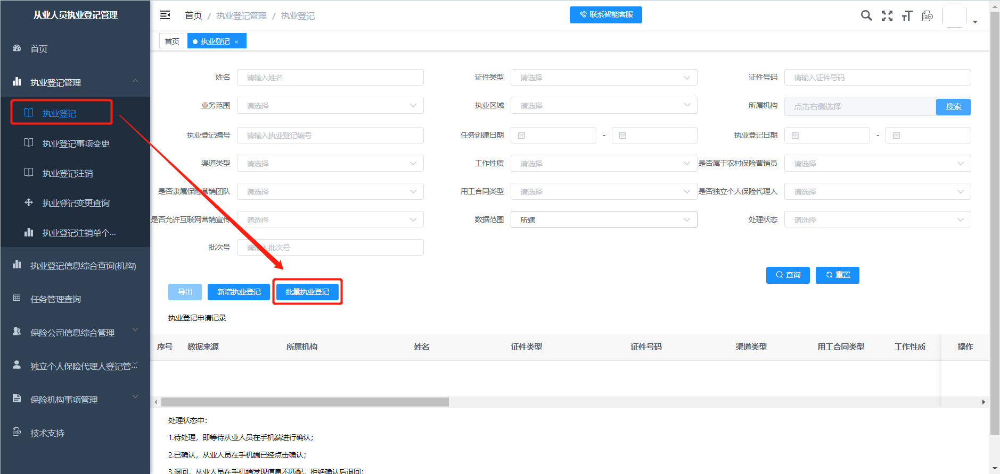 从业人员执业登记管理
首页
执业登记管理
执业登记
执业登记事项变更
执业登记注销
执业登记变更查询
执业登记注销单个...
执业登记信息综合查询(机构)
任务管理查询
保险公司信息综合管理
独立个人保险代理人登记管...
保险机构事项管理
技术支持
首页 / 执业登记管理 / 执业登记
联系智能客服
首页 执业登记 ×
姓名 请输入姓名 证件类型 请选择 证件号码 请输入证件号码
业务范围 请选择 执业区域 请选择 所属机构 点击右侧选择 搜索
执业登记编号 请输入执业登记编号 任务创建日期 - 执业登记日期 -
渠道类型 请选择 工作性质 请选择 是否属于农村保险营销员 请选择
是否隶属保险营销团队 请选择 用工合同类型 请选择 是否独立个人保险代理人 请选择
是否允许互联网营销宣传 请选择 数据范围 所辖 处理状态 请选择
批次号 请输入批次号
查询 重置
导出 新增执业登记 批量执业登记
执业登记申请记录
序号 数据来源 所属机构 姓名 证件类型 证件号码 渠道类型 用工合同类型 工作性质 操作
处理状态中：
1.待处理，即等待从业人员在手机端进行确认；
2.已确认，从业人员在手机端已经点击确认；
3.退回，从业人员在手机端发现信息不匹配，拒绝确认后退回；